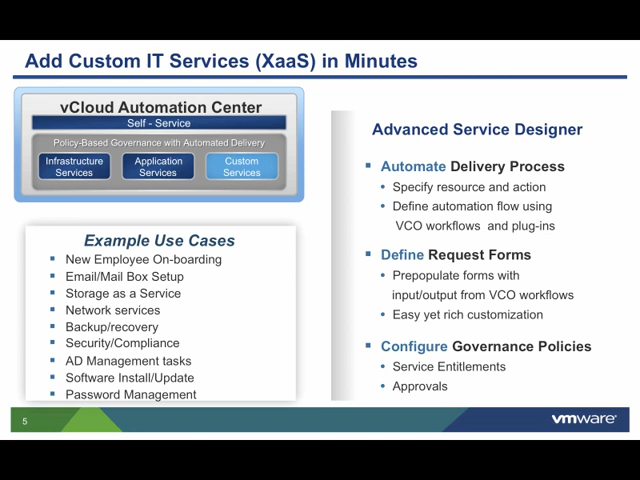 Add Custom IT Services (XaaS) in Minutes
vCloud Automation Center
Self - Service
Policy-Based Governance with Automated Delivery
Infrastructure Services
Application Services
Custom Services
Example Use Cases
New Employee On-boarding
Email/Mail Box Setup
Storage as a Service
Network services
Backup/recovery
Security/Compliance
AD Management tasks
Software Install/Update
Password Management
Advanced Service Designer
Automate Delivery Process
Specify resource and action
Define automation flow using
VCO workflows and plug-ins
Define Request Forms
Prepopulate forms with
input/output from VCO workflows
Easy yet rich customization
Configure Governance Policies
Service Entitlements
Approvals
5
vmware